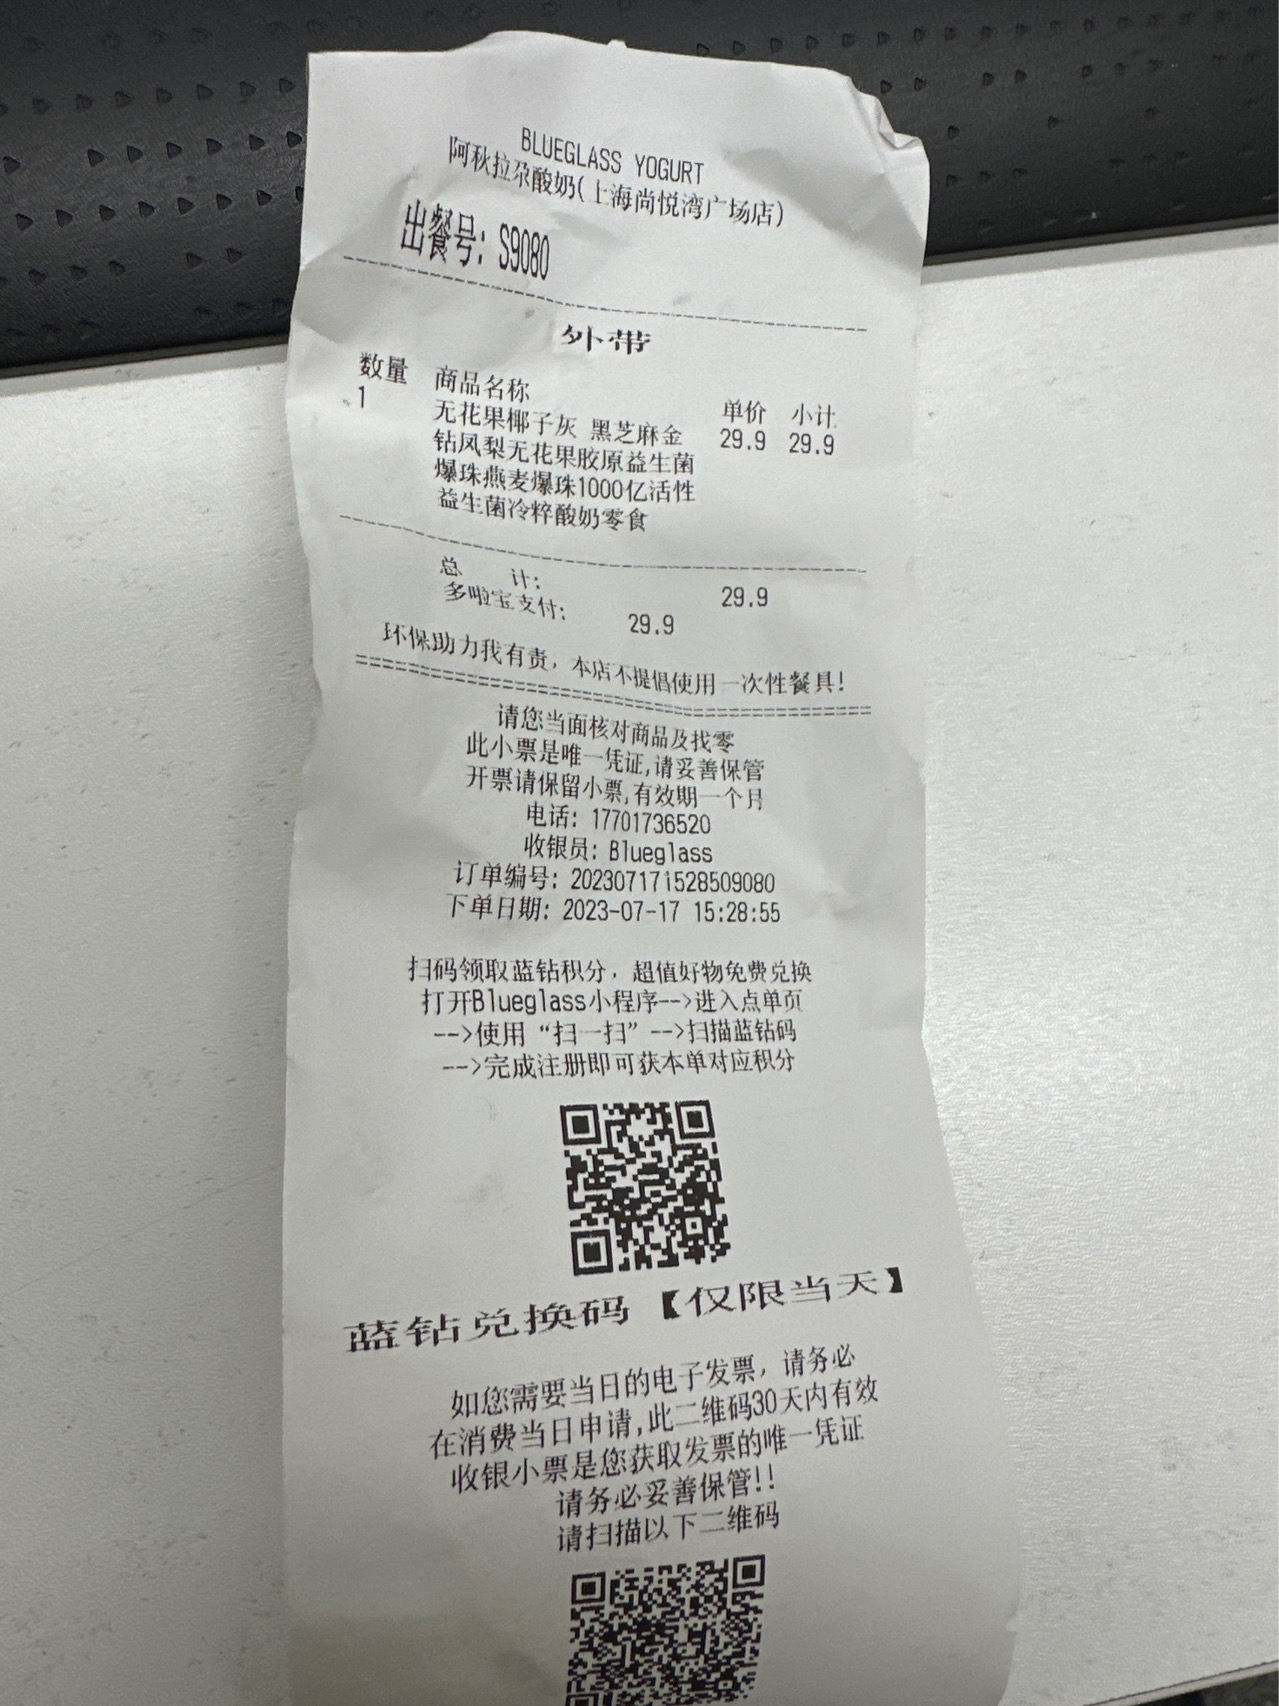 BLUEGLASS YOGURT
阿秋拉尕酸奶(上海尚悦湾广场店)
出餐号: S9080
外带
数量 商品名称 单价 小计
1 无花果椰子灰 黑芝麻金 29.9 29.9
钻凤梨无花果胶原益生菌
爆珠燕麦爆珠1000亿活性
益生菌冷粹酸奶零食
总 计: 29.9
多啦宝支付: 29.9
环保助力我有责，本店不提倡使用一次性餐具!
请您当面核对商品及找零
此小票是唯一凭证,请妥善保管
开票请保留小票,有效期一个月
电话: 17701736520
收银员: Blueglass
订单编号: 202307171528509080
下单日期: 2023-07-17 15:28:55
扫码领取蓝钻积分，超值好物免费兑换
打开Blueglass小程序-->进入点单页
-->使用“扫一扫”-->扫描蓝钻码
-->完成注册即可获本单对应积分
蓝钻兑换码【仅限当天】
如您需要当日的电子发票，请务必
在消费当日申请,此二维码30天内有效
收银小票是您获取发票的唯一凭证
请务必妥善保管!!
请扫描以下二维码